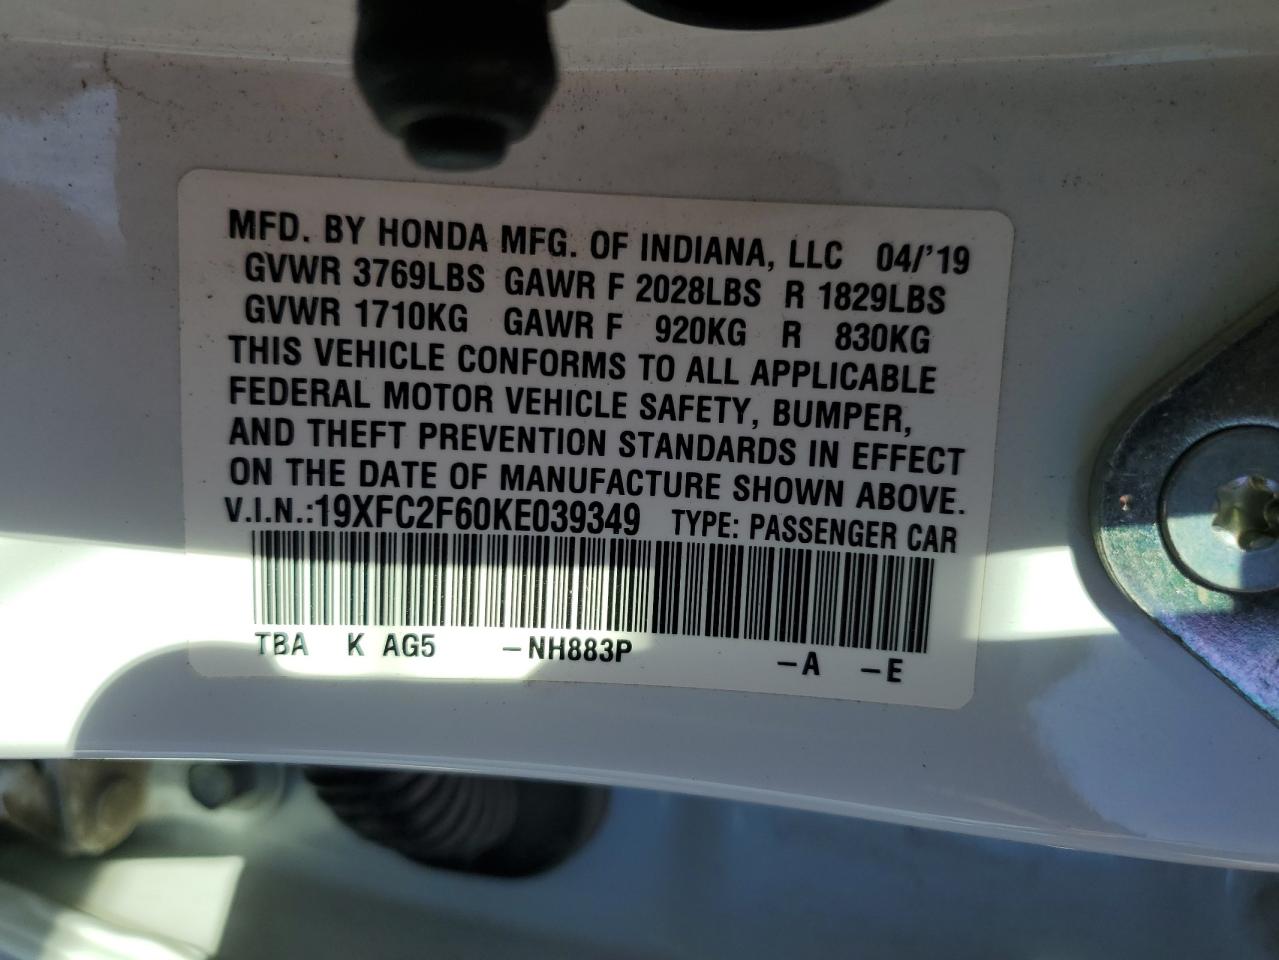 MFD. BY HONDA MFG. OF INDIANA, LLC 04/'19
GVWR 3769LBS GAWR F 2028LBS R 1829LBS
GVWR 1710KG GAWR F 920KG R 830KG
THIS VEHICLE CONFORMS TO ALL APPLICABLE
FEDERAL MOTOR VEHICLE SAFETY, BUMPER,
AND THEFT PREVENTION STANDARDS IN EFFECT
ON THE DATE OF MANUFACTURE SHOWN ABOVE.
V.I.N.:19XFC2F60KE039349 TYPE: PASSENGER CAR
TBA K AG5 -NH883P -A -E